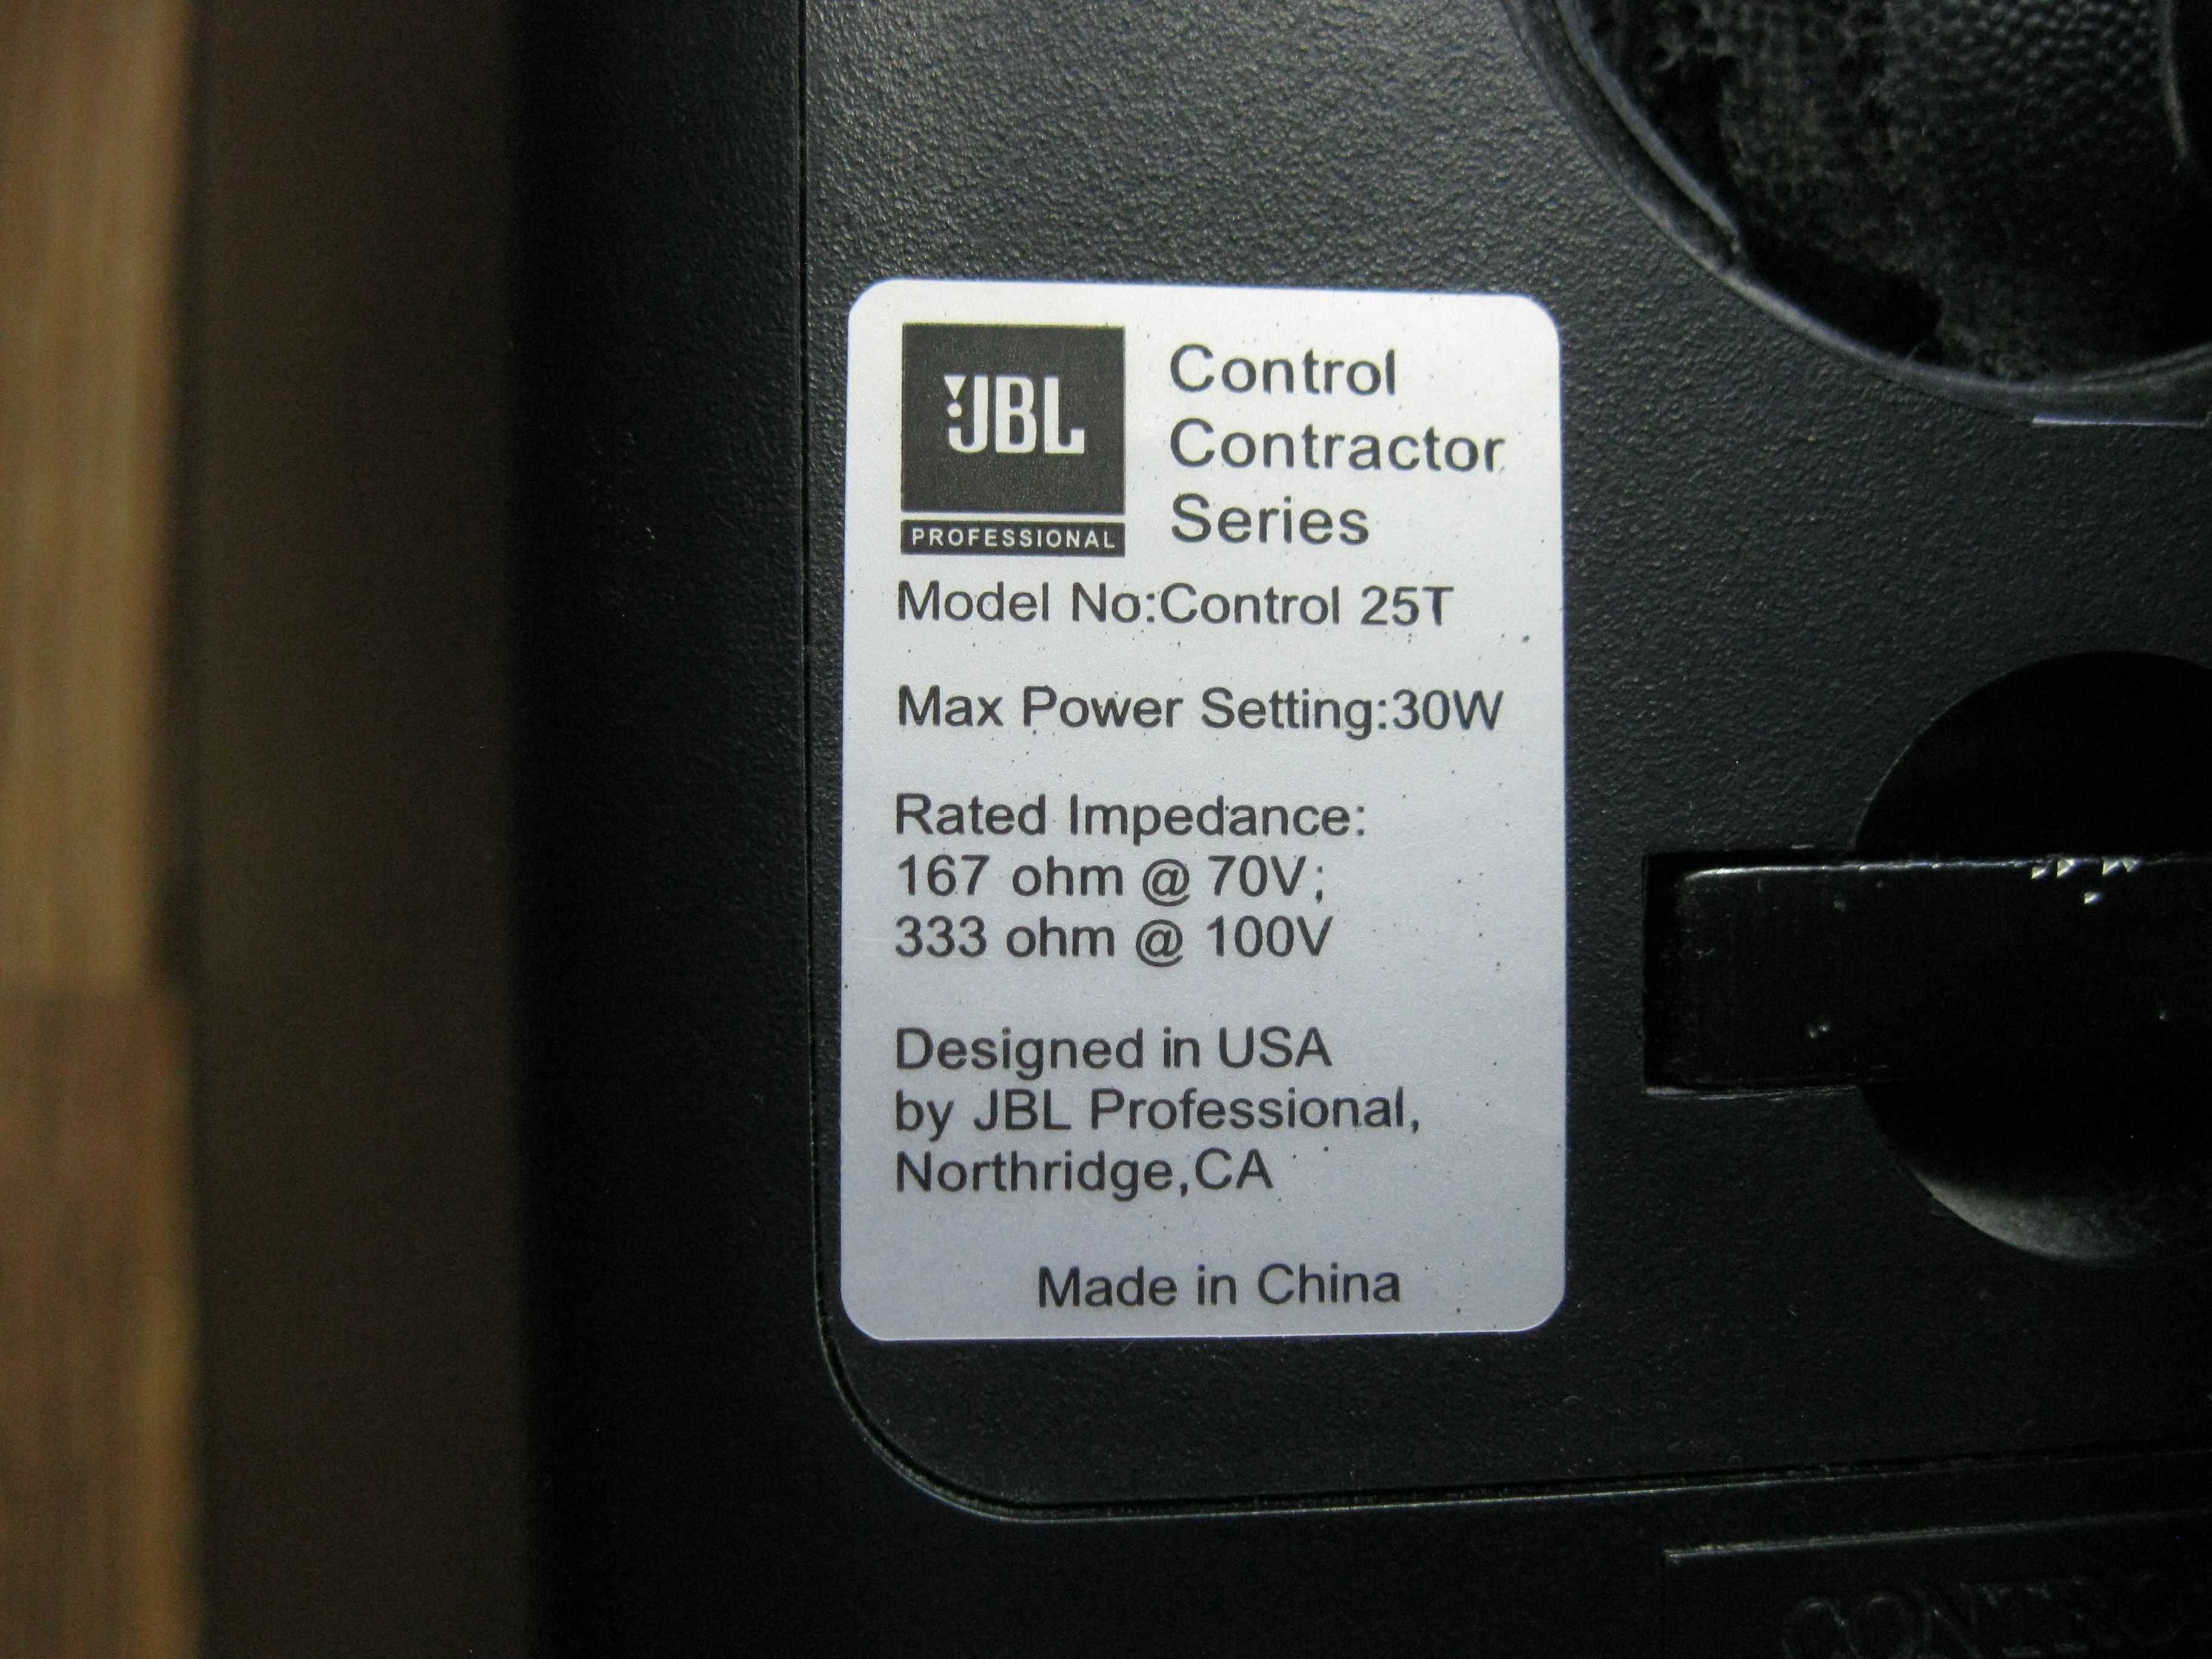 JBL
PROFESSIONAL
Control
Contractor
Series
Model No:Control 25T
Max Power Setting:30W
Rated Impedance:
167 ohm @ 70V;
333 ohm @ 100V
Designed in USA
by JBL Professional,
Northridge,CA
Made in China